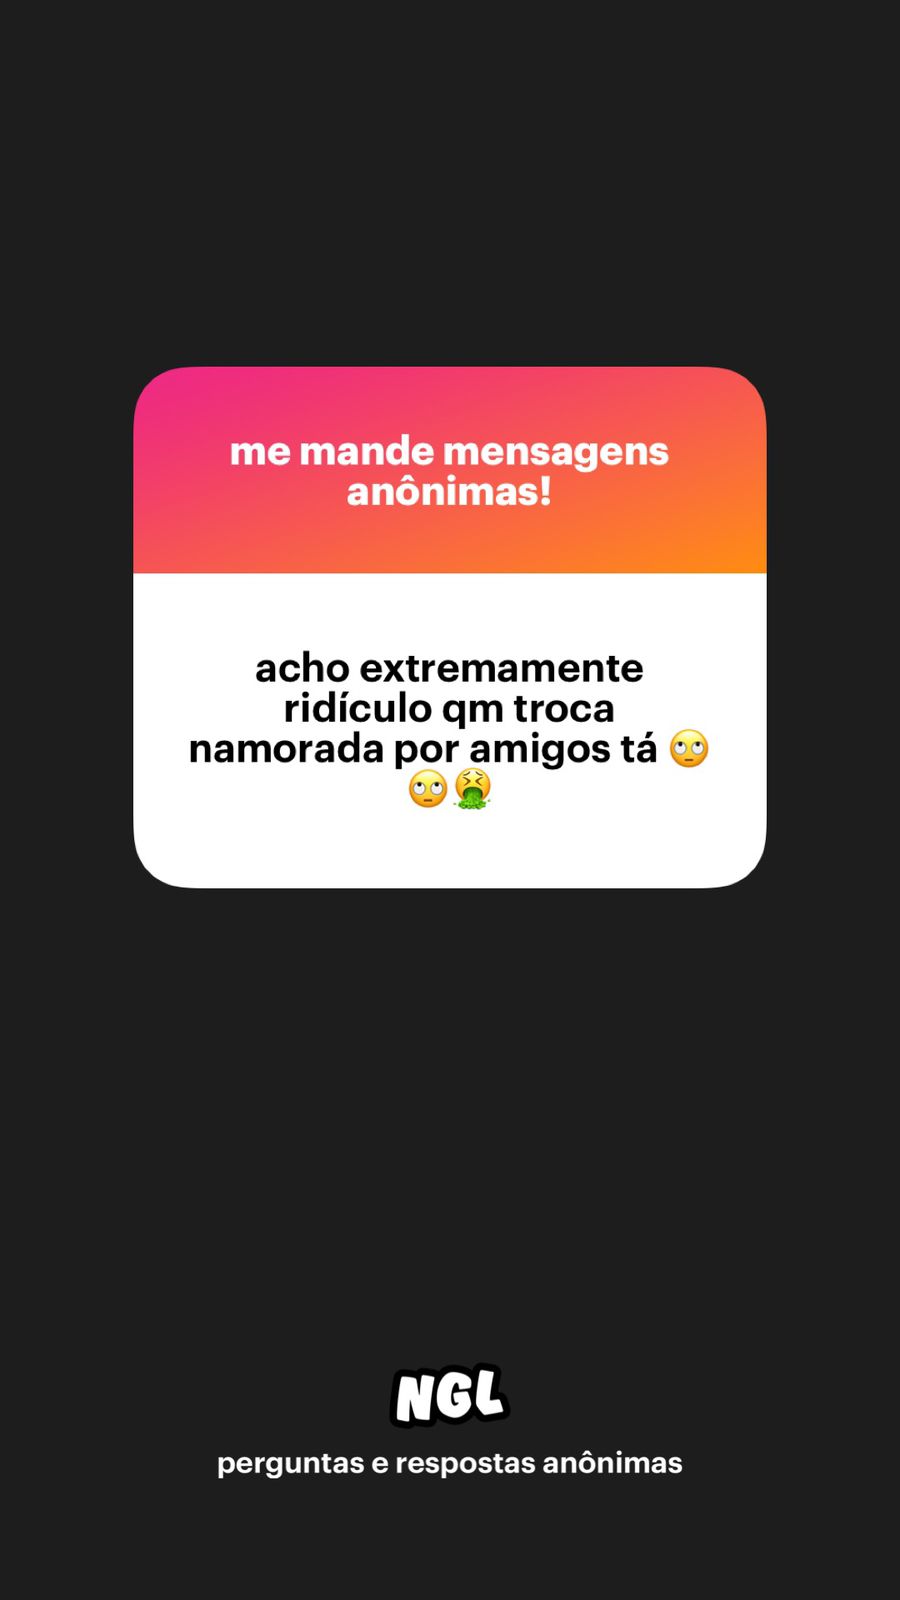 me mande mensagens
anônimas!
acho extremamente
ridículo qm troca
namorada por amigos tá 🙄
🙄🤮
NGL
perguntas e respostas anônimas